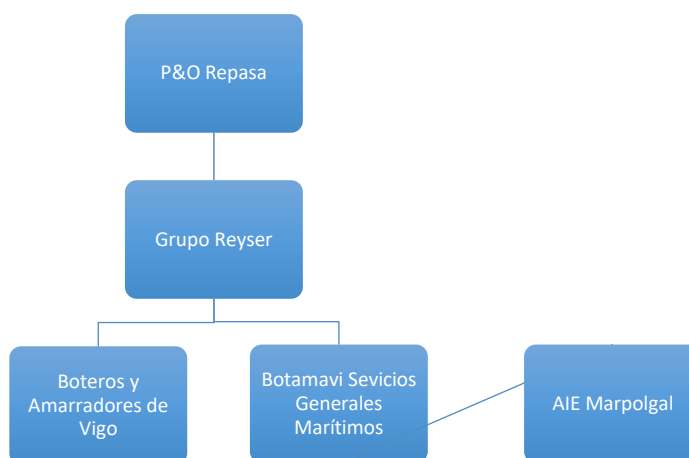 P&O Repasa
Grupo Reyser
Boteros y
Amarradores de
Vigo
Botamavi Sevicios
Generales
Marítimos
AIE Marpolgal